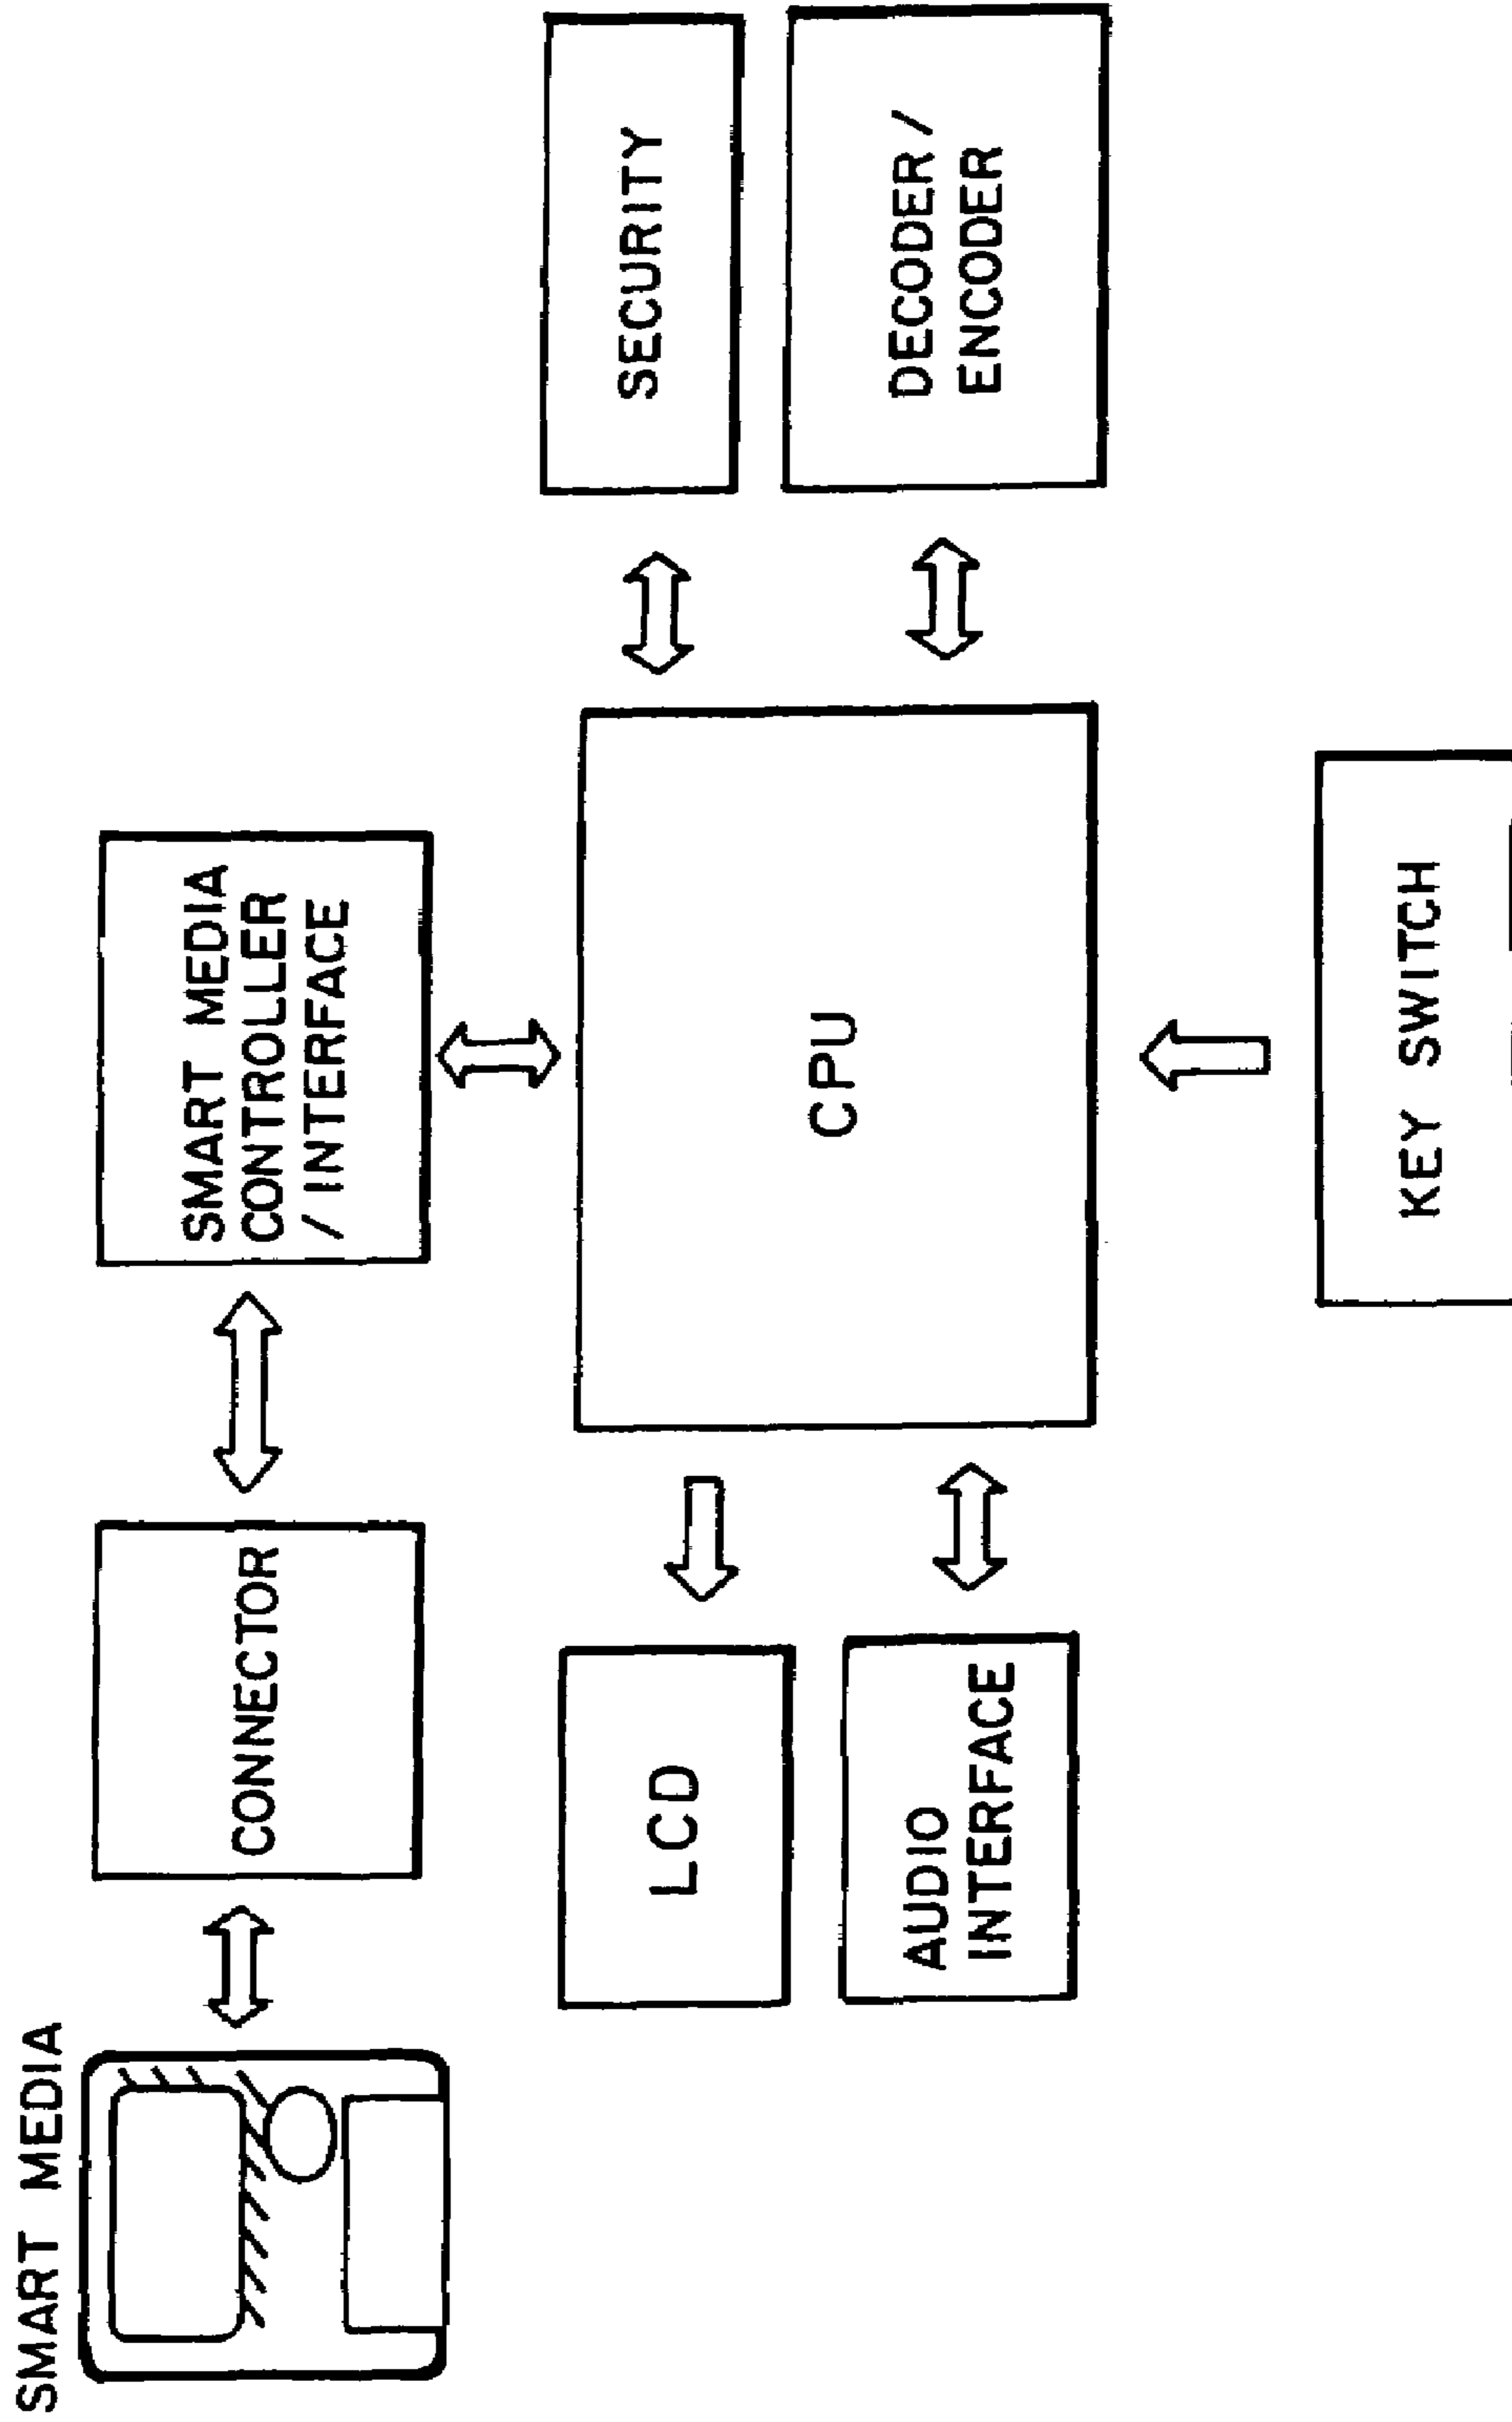 SMART MEDIA
CONNECTOR
SMART MEDIA
CONTROLLER
/ INTERFACE
LCD
AUDIO
INTERFACE
CPU
SECURITY
DECODER/
ENCODER
KEY SWITCH